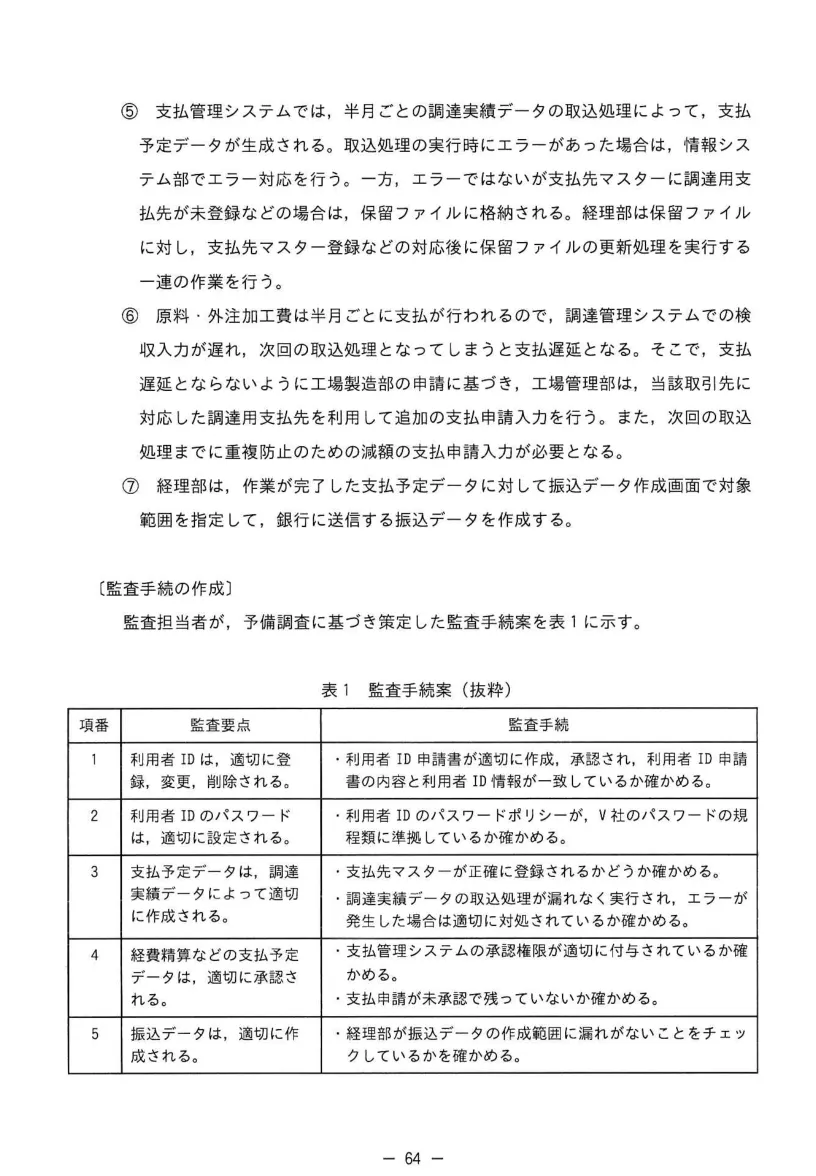 ⑤　支払管理システムでは，半月ごとの調達実績データの取込処理によって，支払
予定データが生成される。取込処理の実行時にエラーがあった場合は，情報シス
テム部でエラー対応を行う。一方，エラーではないが支払先マスターに調達用支
払先が未登録などの場合は，保留ファイルに格納される。経理部は保留ファイル
に対し，支払先マスター登録などの対応後に保留ファイルの更新処理を実行する
一連の作業を行う。
⑥　原料・外注加工費は半月ごとに支払が行われるので，調達管理システムでの検
収入力が遅れ，次回の取込処理となってしまうと支払遅延となる。そこで，支払
遅延とならないように工場製造部の申請に基づき，工場管理部は，当該取引先に
対応した調達用支払先を利用して追加の支払申請入力を行う。また，次回の取込
処理までに重複防止のための減額の支払申請入力が必要となる。
⑦　経理部は，作業が完了した支払予定データに対して振込データ作成画面で対象
範囲を指定して，銀行に送信する振込データを作成する。
〔監査手続の作成〕
監査担当者が，予備調査に基づき策定した監査手続案を表1に示す。
表1　監査手続案（抜粋）
項番　監査要点　監査手続
1　利用者IDは，適切に登　・利用者ID申請書が適切に作成，承認され，利用者ID申請
録，変更，削除される。　書の内容と利用者ID情報が一致しているか確かめる。
2　利用者IDのパスワード　・利用者IDのパスワードポリシーが，V社のパスワードの規
は，適切に設定される。　程類に準拠しているか確かめる。
3　支払予定データは，調達　・支払先マスターが正確に登録されるかどうか確かめる。
実績データによって適切　・調達実績データの取込処理が漏れなく実行され，エラーが
に作成される。　発生した場合は適切に対処されているか確かめる。
4　経費精算などの支払予定　・支払管理システムの承認権限が適切に付与されているか確
データは，適切に承認さ　かめる。
れる。　・支払申請が未承認で残っていないか確かめる。
5　振込データは，適切に作　・経理部が振込データの作成範囲に漏れがないことをチェッ
成される。　クしているかを確かめる。
－ 64 －